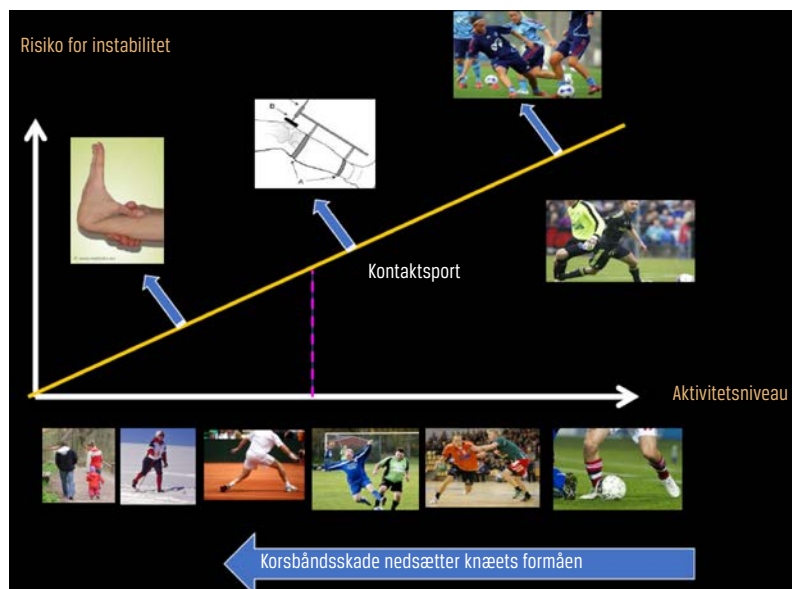 Risiko for instabilitet
B
A
Kontaktsport
Aktivitetsniveau
Korsbåndsskade nedsætter knæets formåen